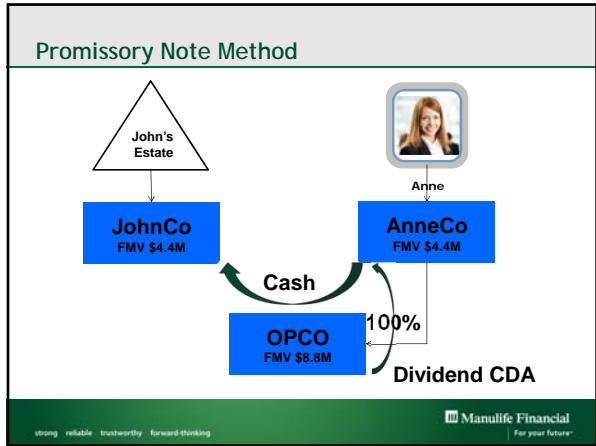 Promissory Note Method
John's
Estate
Anne
JohnCo
FMV $4.4M
AnneCo
FMV $4.4M
Cash
100%
OPCO
FMV $8.8M
Dividend CDA
strong reliable trustworthy forward-thinking
Manulife Financial
For your future™